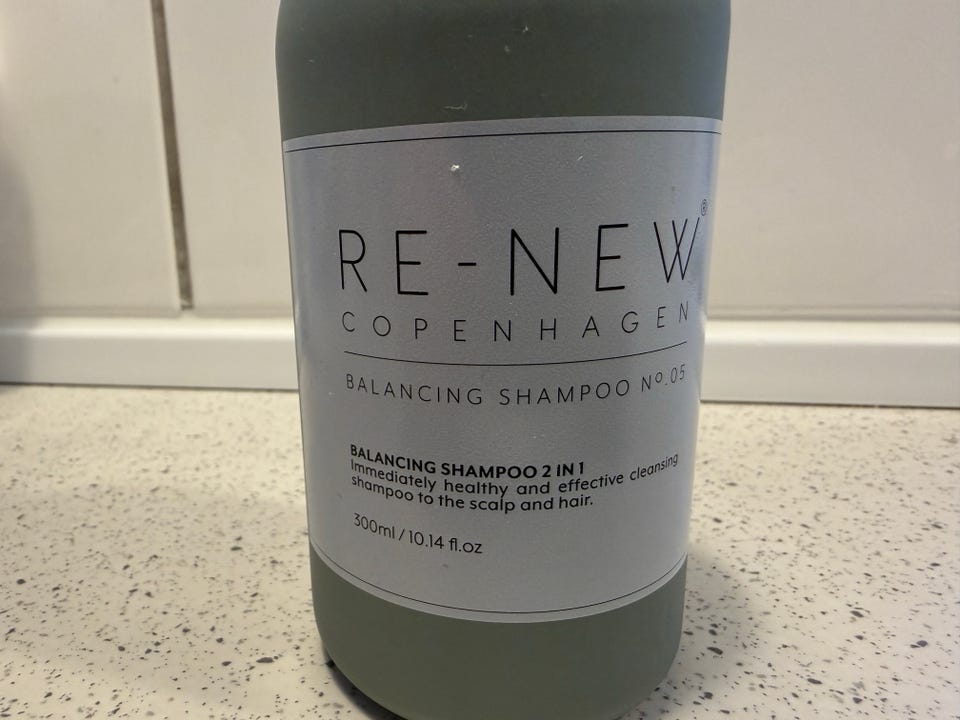 RE-NEW®
COPENHAGEN
BALANCING SHAMPOO Nº.05
BALANCING SHAMPOO 2 IN 1
Immediately healthy and effective cleansing
shampoo to the scalp and hair.
300ml / 10.14 fl.oz